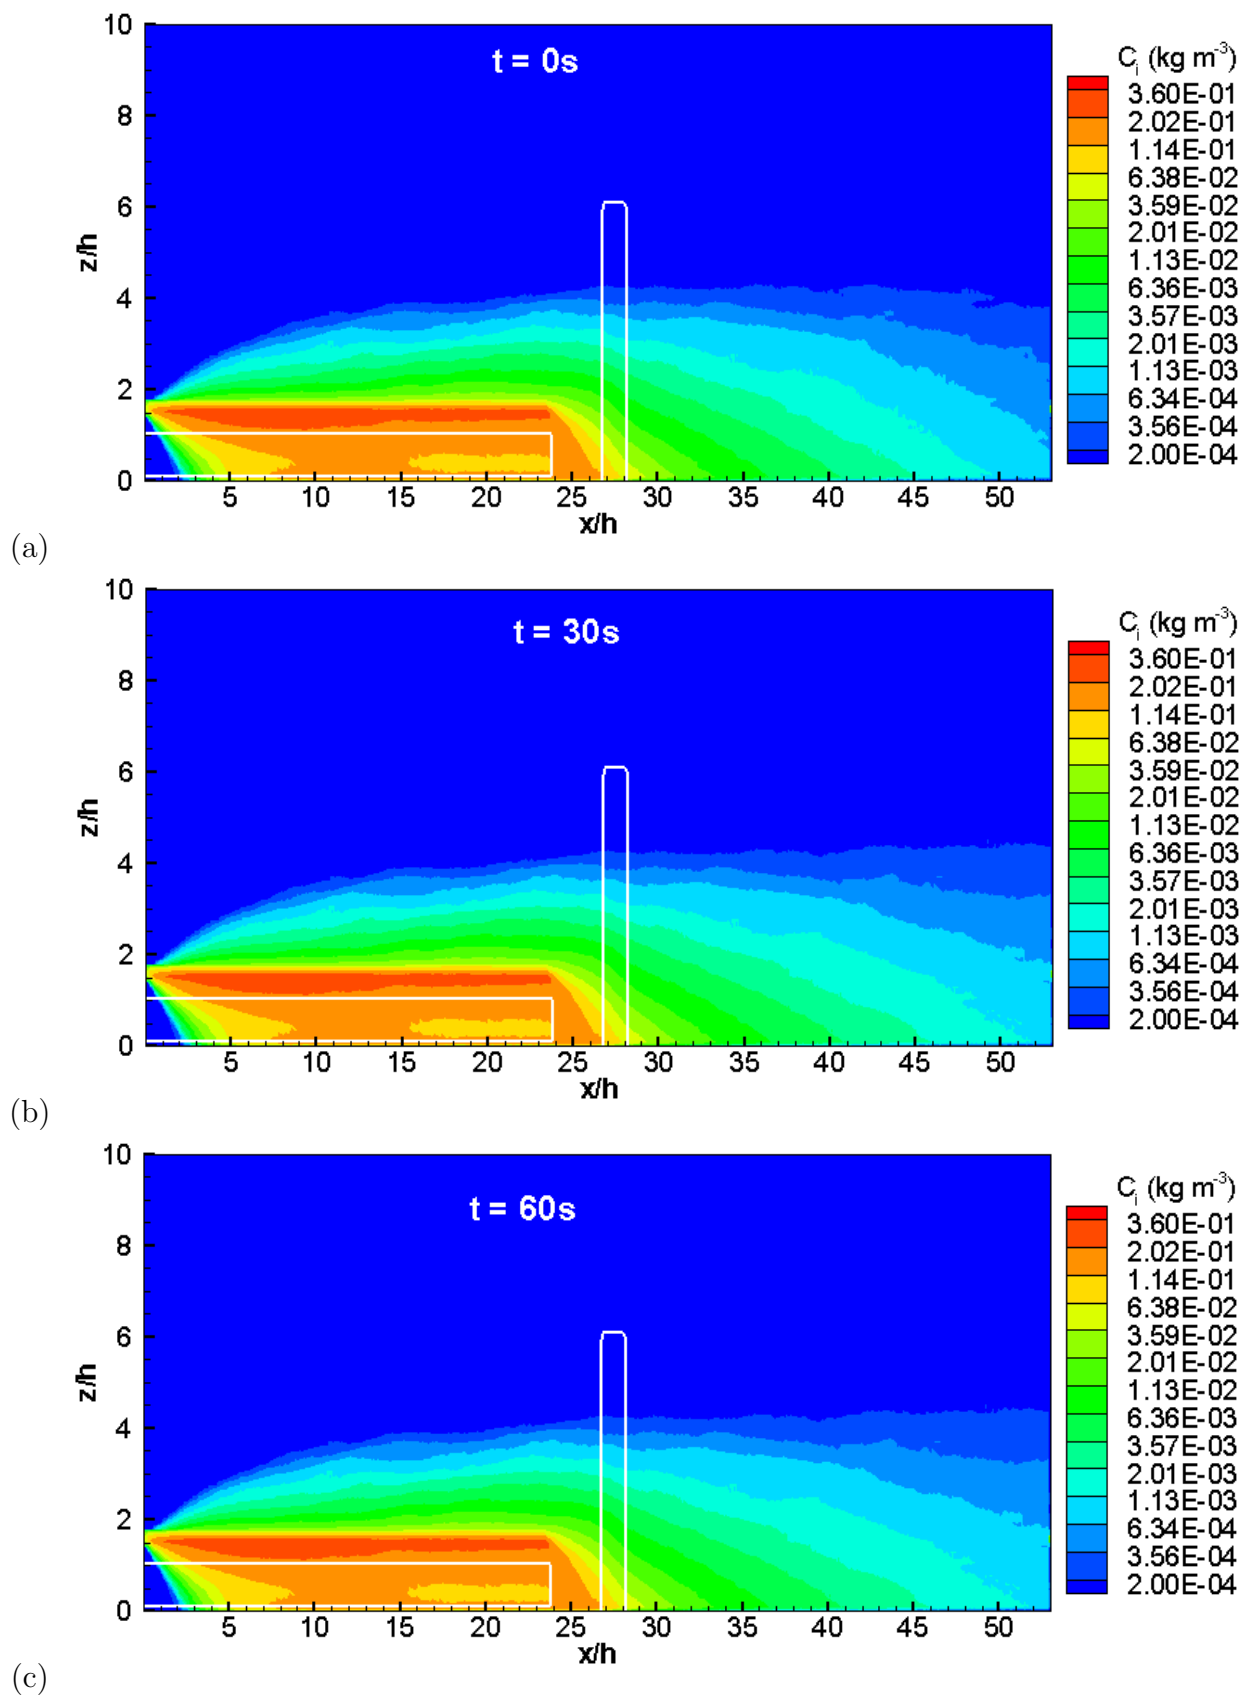 t = 0s
C_i (kg m^-3)
3.60E-01
2.02E-01
1.14E-01
6.38E-02
3.59E-02
2.01E-02
1.13E-02
6.36E-03
3.57E-03
2.01E-03
1.13E-03
6.34E-04
3.56E-04
2.00E-04
10
8
6
4
2
0
z/h
5 10 15 20 25 30 35 40 45 50
x/h
(a)
t = 30s
C_i (kg m^-3)
3.60E-01
2.02E-01
1.14E-01
6.38E-02
3.59E-02
2.01E-02
1.13E-02
6.36E-03
3.57E-03
2.01E-03
1.13E-03
6.34E-04
3.56E-04
2.00E-04
10
8
6
4
2
0
z/h
5 10 15 20 25 30 35 40 45 50
x/h
(b)
t = 60s
C_i (kg m^-3)
3.60E-01
2.02E-01
1.14E-01
6.38E-02
3.59E-02
2.01E-02
1.13E-02
6.36E-03
3.57E-03
2.01E-03
1.13E-03
6.34E-04
3.56E-04
2.00E-04
10
8
6
4
2
0
z/h
5 10 15 20 25 30 35 40 45 50
x/h
(c)